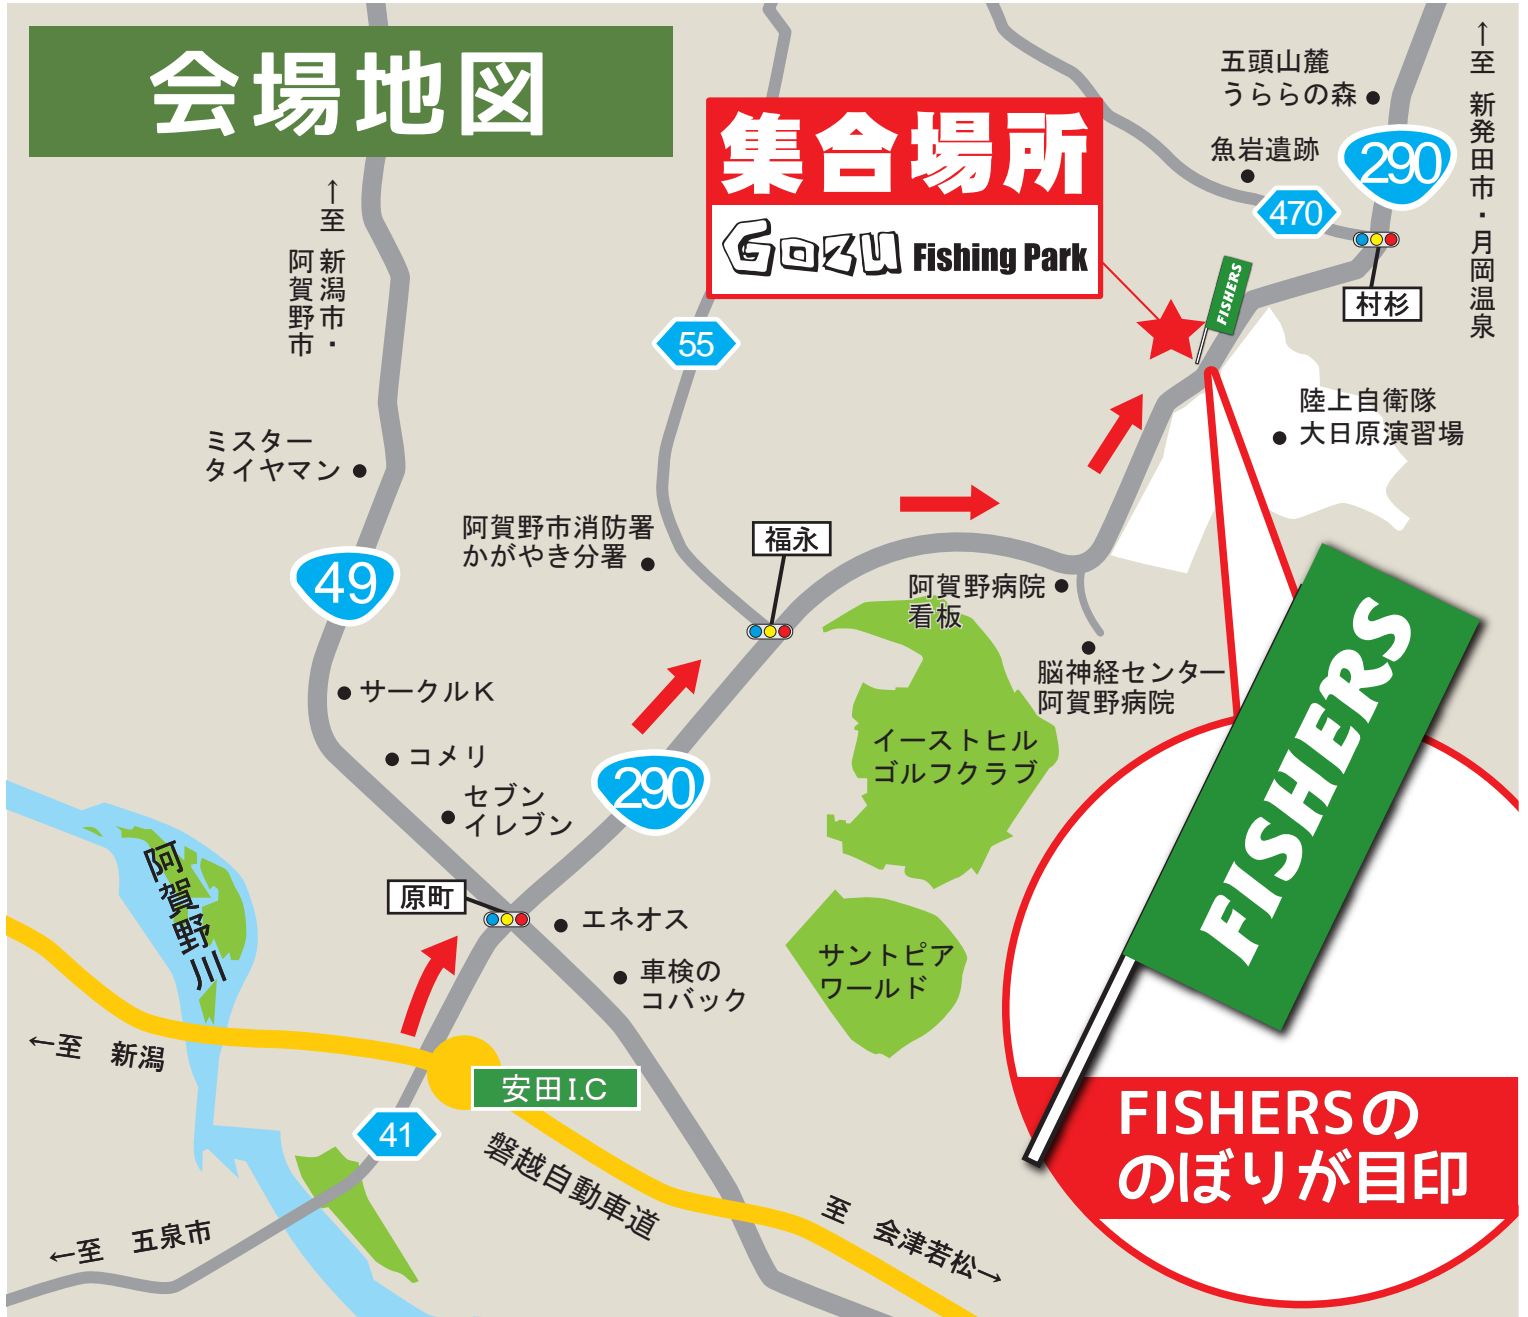 会場地図
集合場所
Gozu Fishing Park
五頭山麓
うららの森
魚岩遺跡
290
470
村杉
↑至 新発田市・月岡温泉
↑至 新潟市・
阿賀野市
55
FISHERS
陸上自衛隊
大日原演習場
ミスター
タイヤマン
阿賀野市消防署
かがやき分署
福永
49
阿賀野病院
看板
脳神経センター
阿賀野病院
サークルK
コメリ
セブン
イレブン
290
イーストヒル
ゴルフクラブ
原町
エネオス
車検の
コバック
サントピア
ワールド
阿賀野川
←至 新潟
安田I.C
41
磐越自動車道
←至 五泉市
至 会津若松→
FISHERS
FISHERSの
のぼりが目印